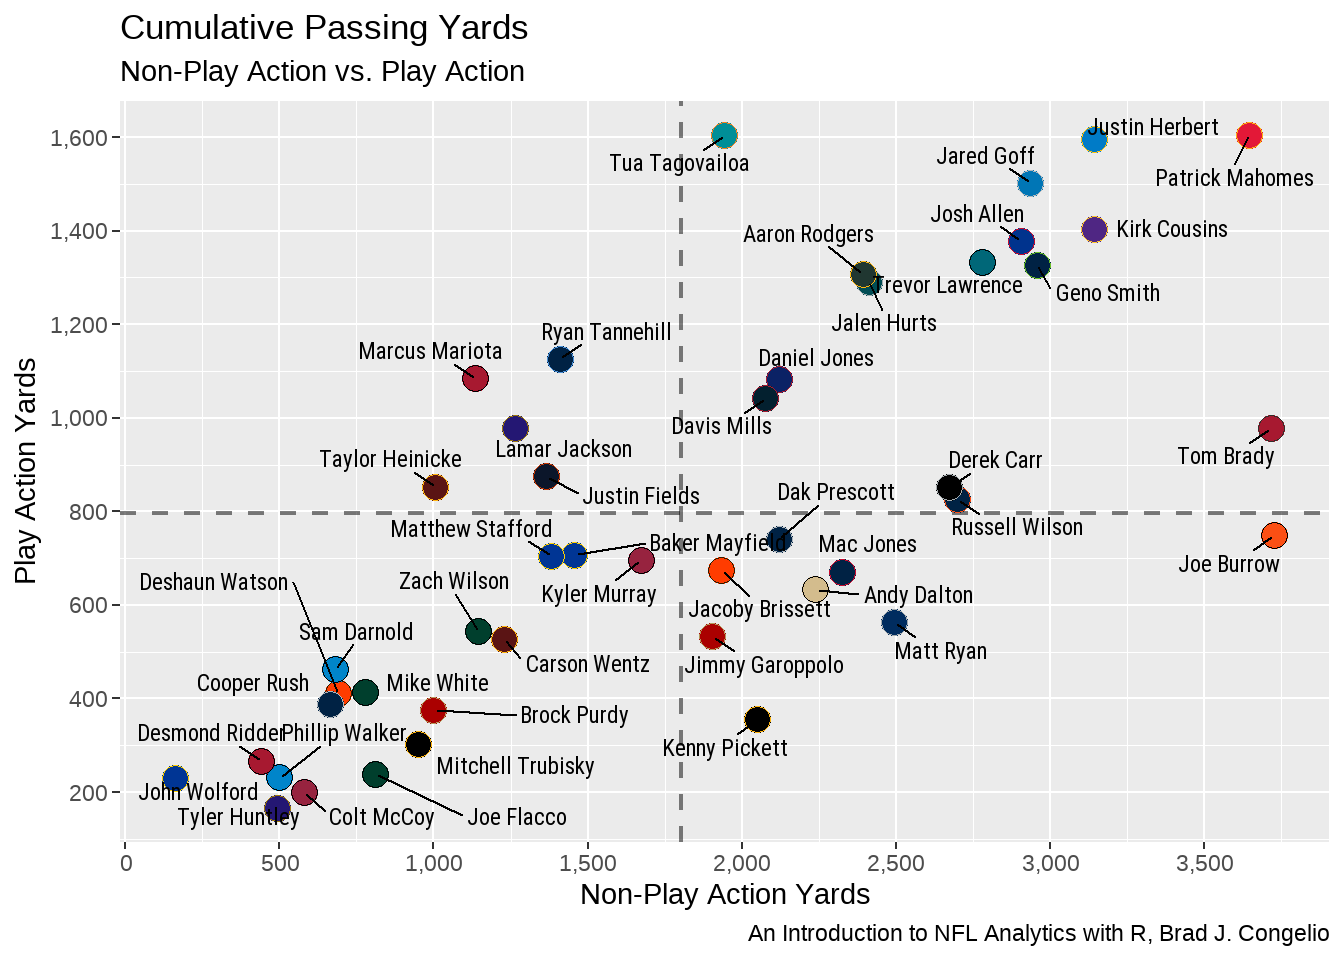 Cumulative Passing Yards
Non-Play Action vs. Play Action
Play Action Yards
1,600
1,400
1,200
1,000
800
600
400
200
Justin Herbert
Jared Goff
Tua Tagovailoa
Patrick Mahomes
Josh Allen
Kirk Cousins
Aaron Rodgers
Trevor Lawrence
Geno Smith
Jalen Hurts
Ryan Tannehill
Marcus Mariota
Daniel Jones
Davis Mills
Lamar Jackson
Tom Brady
Taylor Heinicke
Derek Carr
Justin Fields
Dak Prescott
Matthew Stafford
Russell Wilson
Baker Mayfield
Mac Jones
Joe Burrow
Deshaun Watson
Zach Wilson
Kyler Murray
Andy Dalton
Jacoby Brissett
Sam Darnold
Matt Ryan
Carson Wentz
Jimmy Garoppolo
Cooper Rush
Mike White
Brock Purdy
Desmond Ridder
Phillip Walker
Kenny Pickett
Mitchell Trubisky
John Wolford
Tyler Huntley
Colt McCoy
Joe Flacco
0
500
1,000
1,500
2,000
2,500
3,000
3,500
Non-Play Action Yards
An Introduction to NFL Analytics with R, Brad J. Congelio